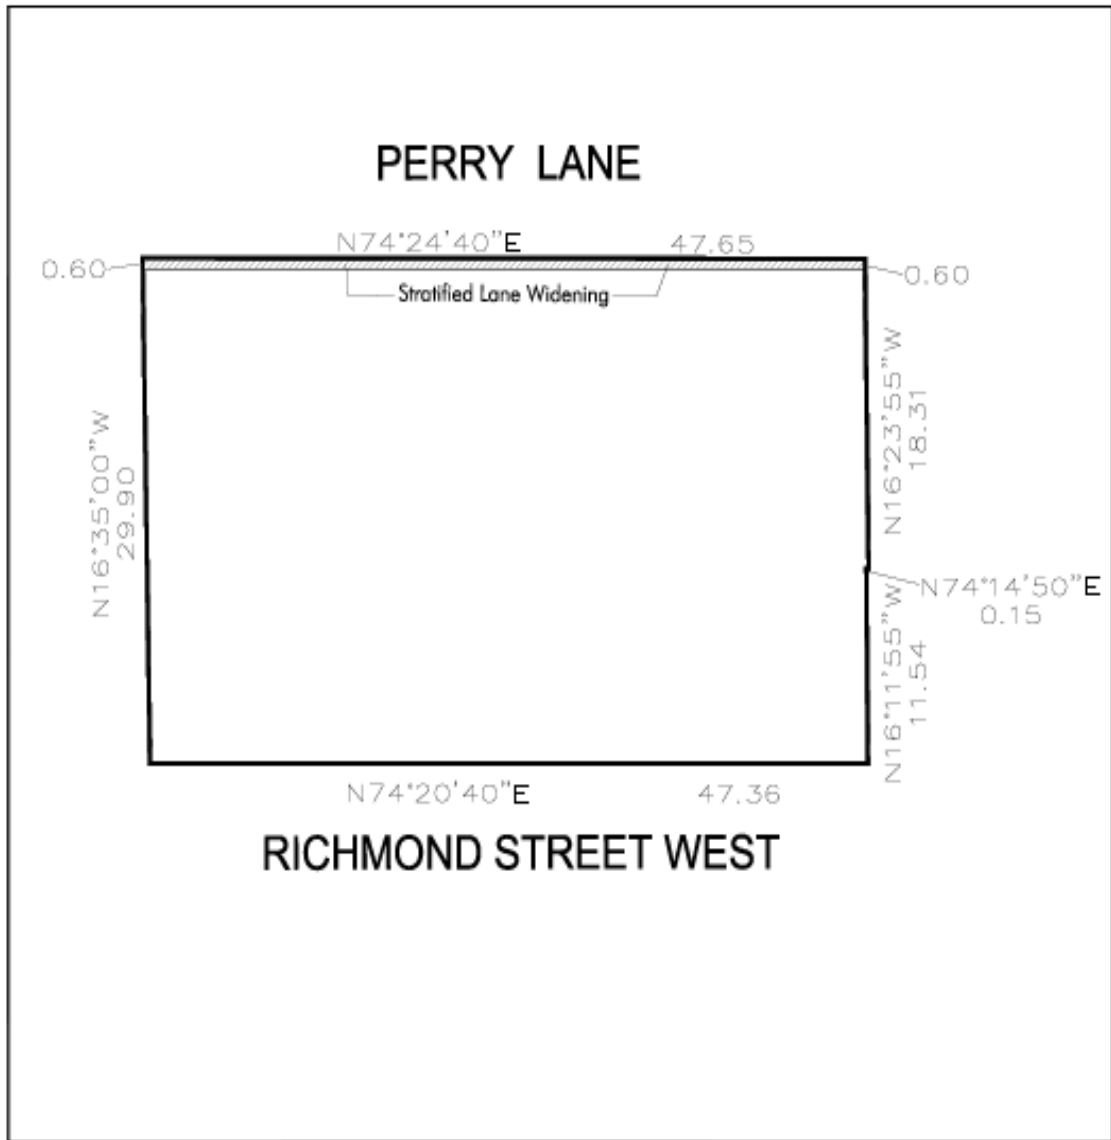 PERRY LANE
N74°24'40"E 47.65
0.60
0.60
Stratified Lane Widening
N16°23'55"W
18.31
N16°35'00"W
29.90
N74°14'50"E
0.15
N16°11'55"W
11.54
N74°20'40"E 47.36
RICHMOND STREET WEST